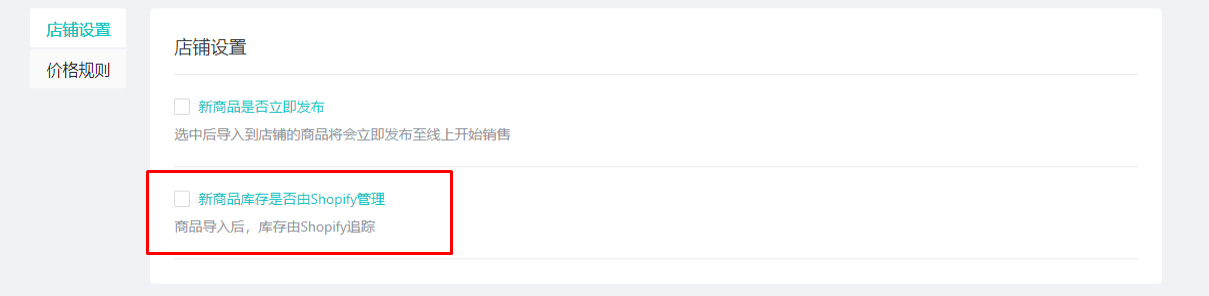 店铺设置
价格规则
店铺设置
新商品是否立即发布
选中后导入到店铺的商品将会立即发布至线上开始销售
新商品库存是否由Shopify管理
商品导入后，库存由Shopify追踪